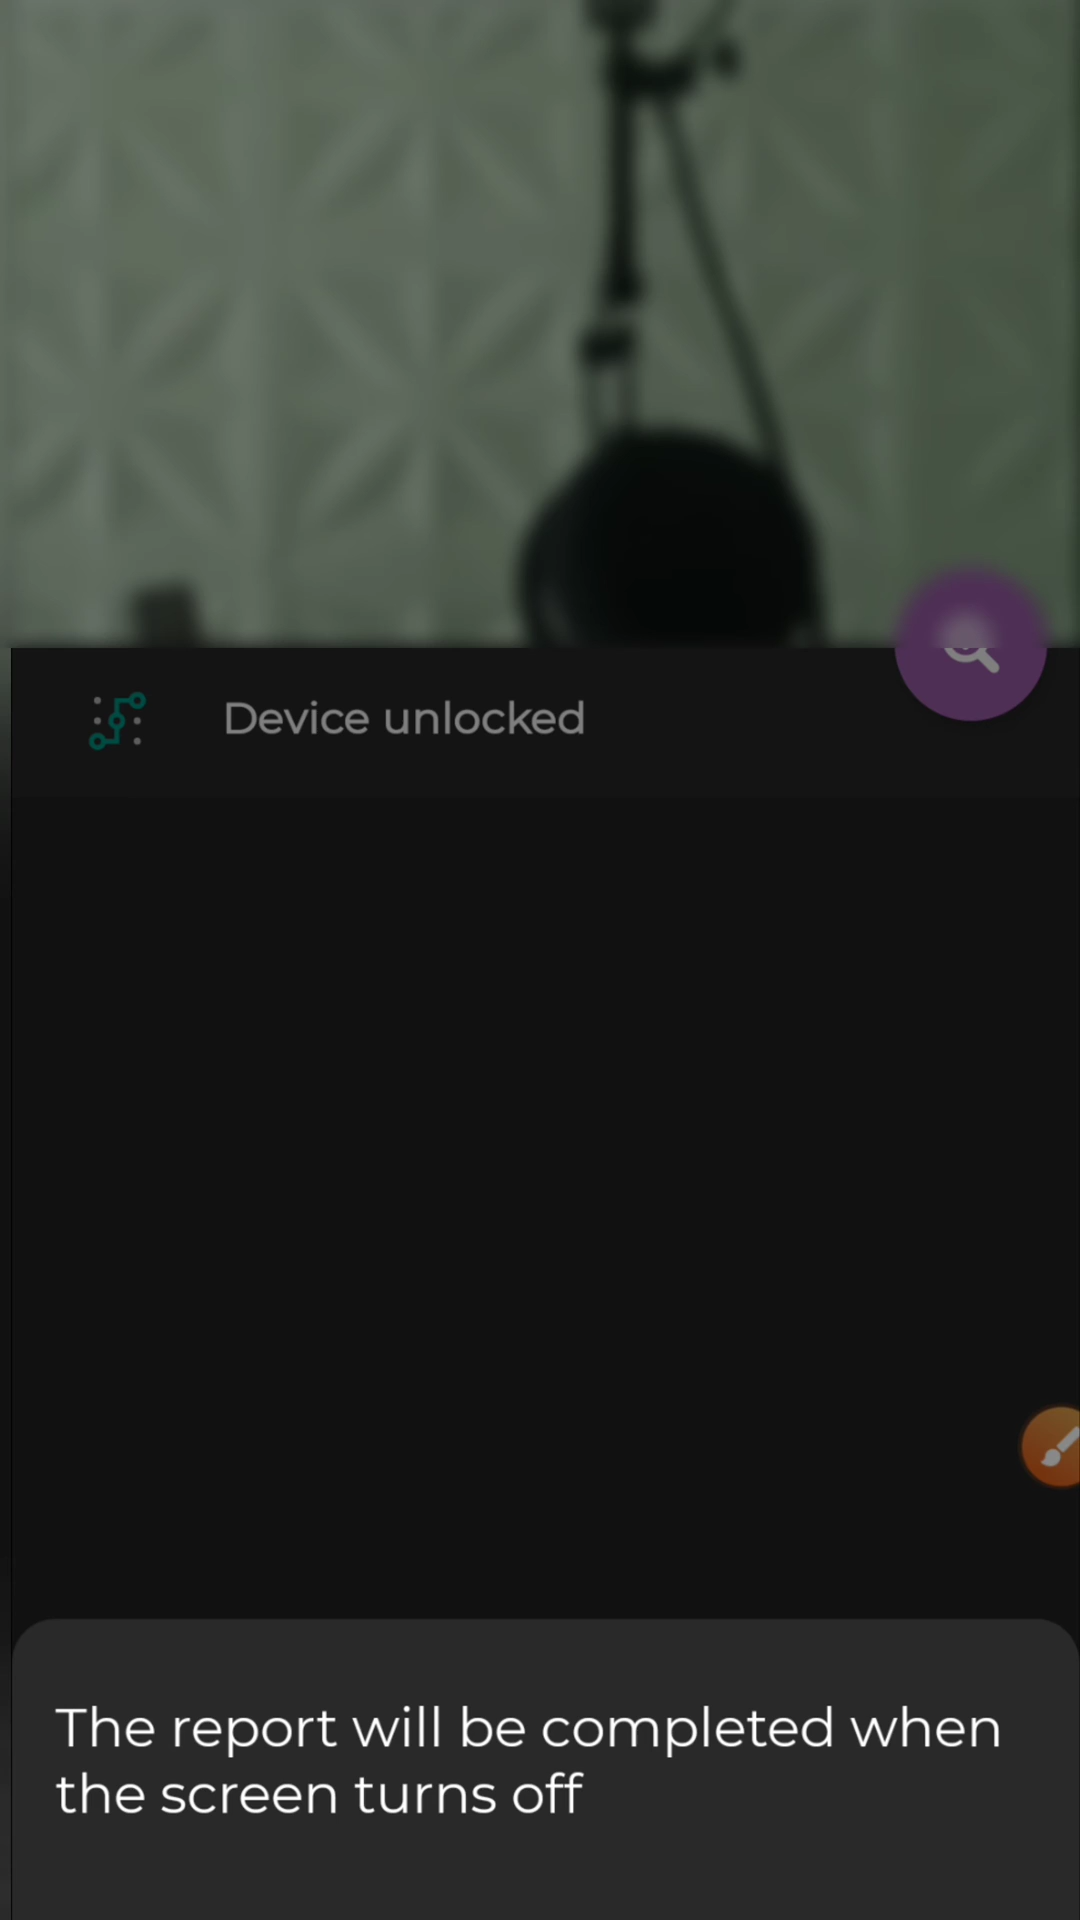 Device unlocked
The report will be completed when
the screen turns off